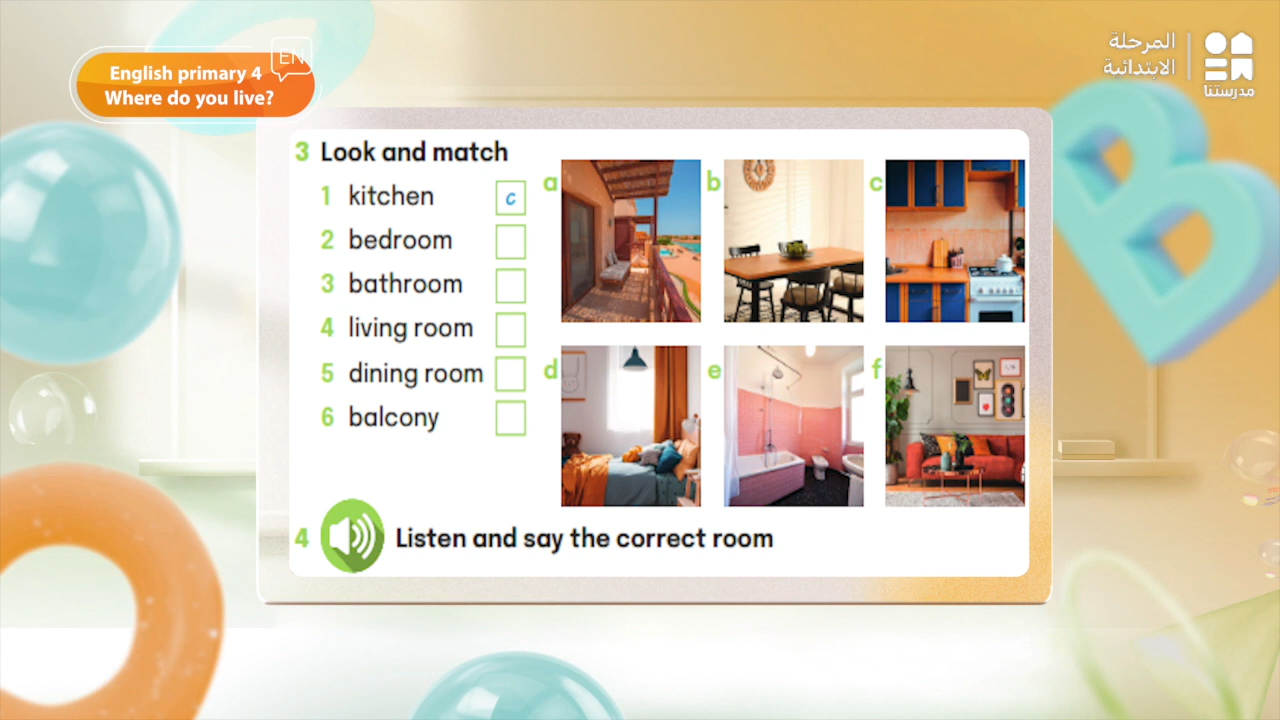 English primary 4
EN
Where do you live?
المرحلة
الابتدائية
مدرستنا
3 Look and match
1 kitchen c
2 bedroom
3 bathroom
4 living room
5 dining room
6 balcony
a
b
c
d
e
f
4 Listen and say the correct room
B